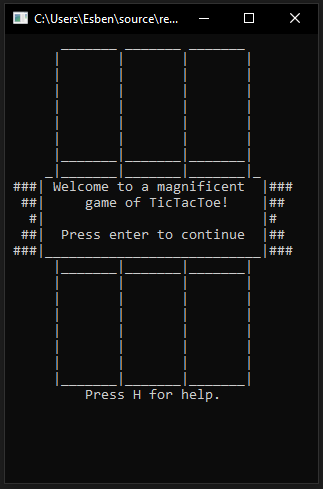 C:\Users\Esben\source\re...
Welcome to a magnificent
game of TicTacToe!
Press enter to continue
Press H for help.